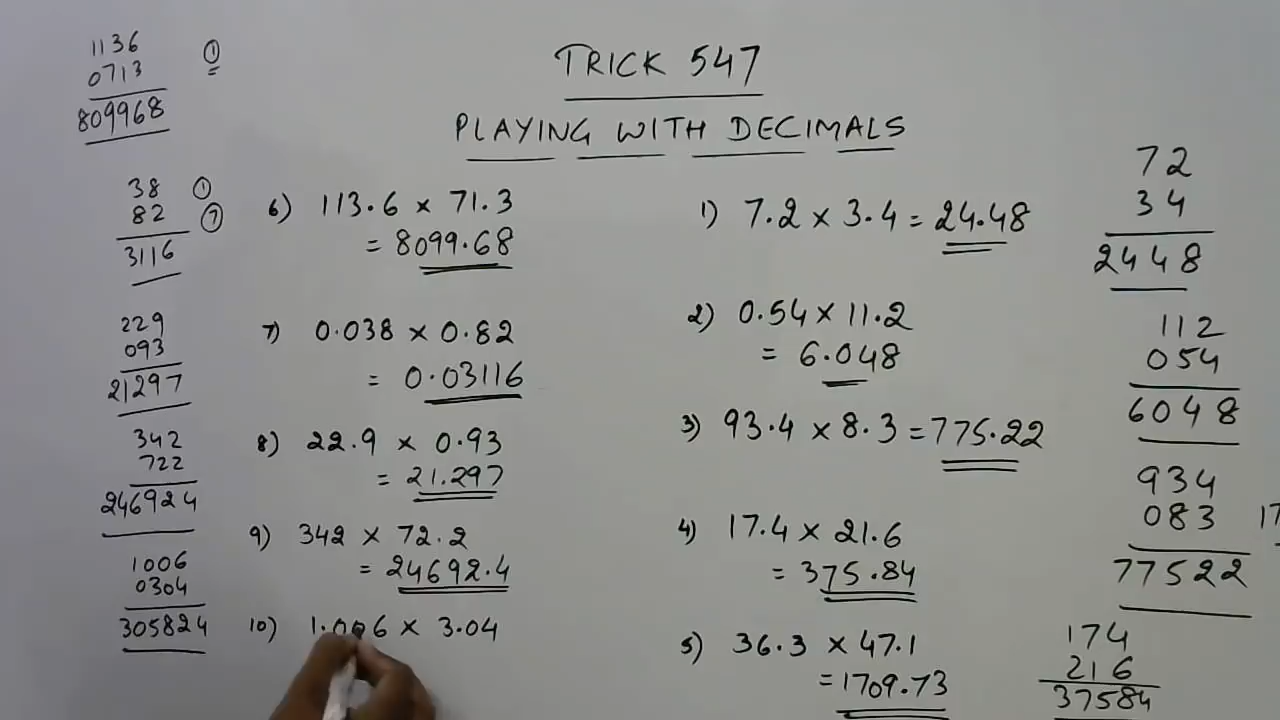 TRICK 547
PLAYING WITH DECIMALS
1136
0713
809968
①
38 ①
82 ⑦
3116
229
093
21297
342
722
246924
1006
0304
305824
6) 113.6 × 71.3
= 8099.68
7) 0.038 × 0.82
= 0.03116
8) 22.9 × 0.93
= 21.297
9) 342 × 72.2
= 24692.4
10) 1.006 × 3.04
1) 7.2 × 3.4 = 24.48
2) 0.54 × 11.2
= 6.048
3) 93.4 × 8.3 = 775.22
4) 17.4 × 21.6
= 375.84
5) 36.3 × 47.1
= 1709.73
72
34
2448
112
054
6048
934
083
77522
174
216
37584